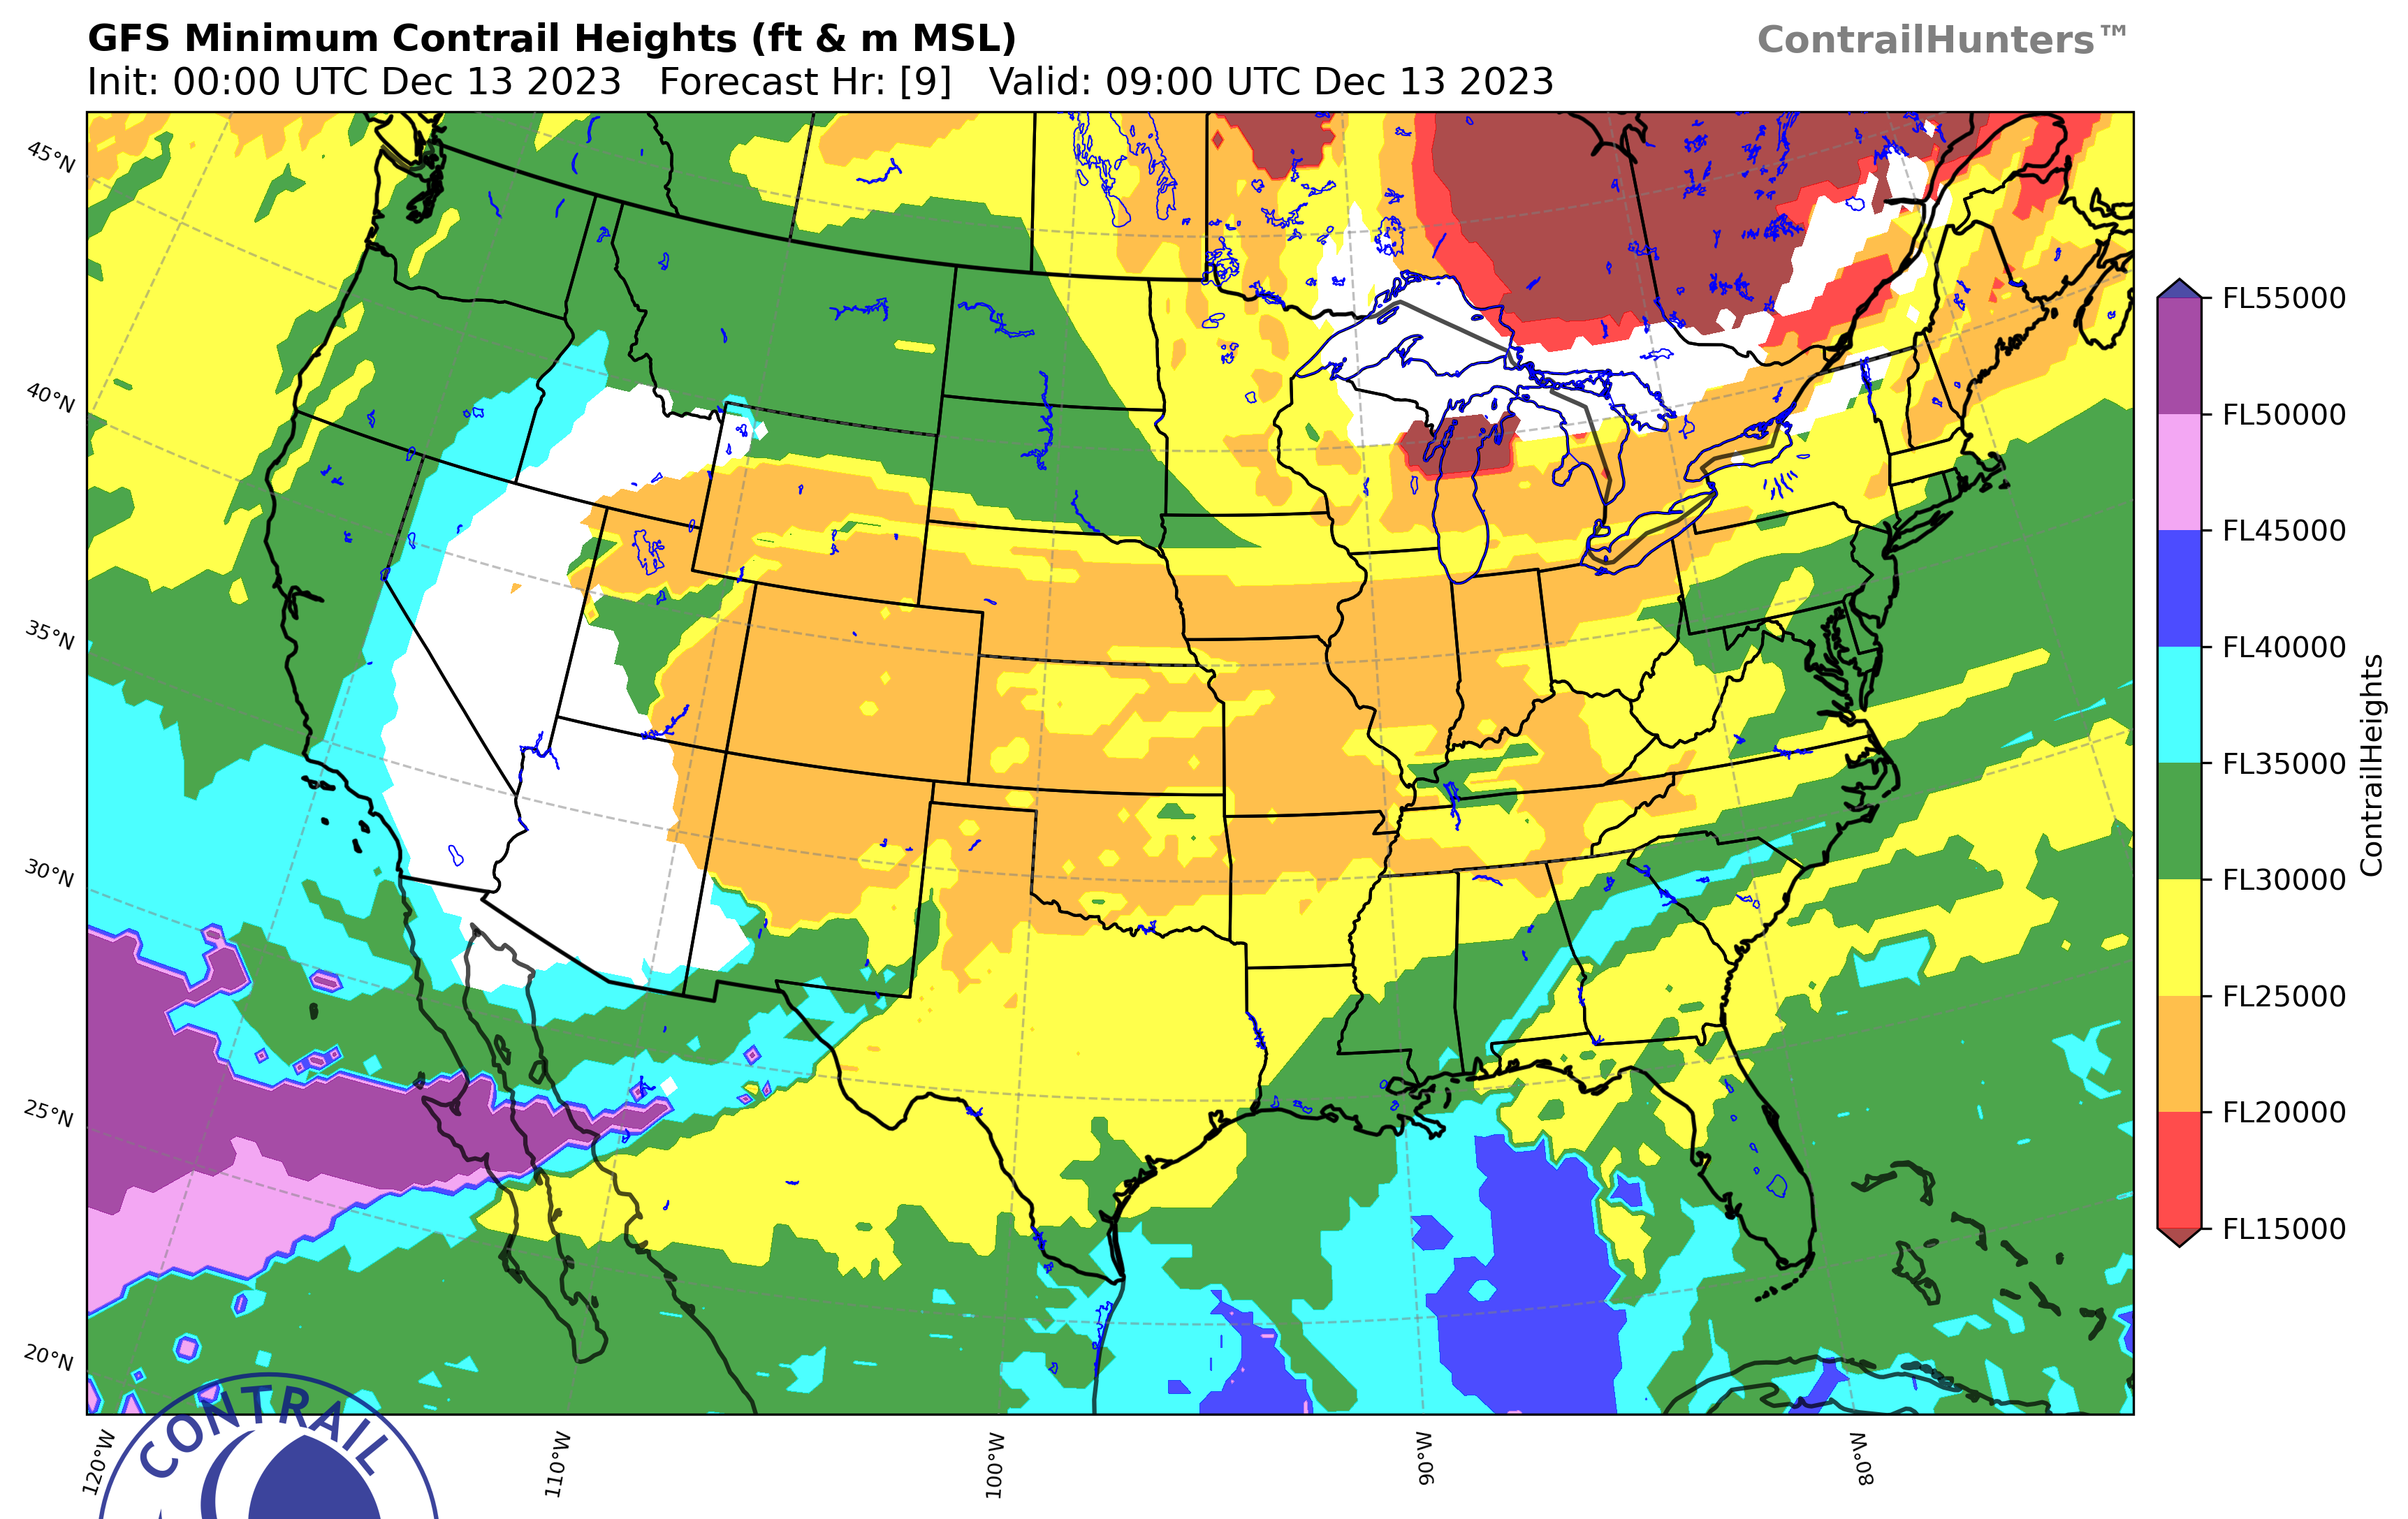 GFS Minimum Contrail Heights (ft & m MSL)
ContrailHunters™
Init: 00:00 UTC Dec 13 2023 Forecast Hr: [9] Valid: 09:00 UTC Dec 13 2023
45°N
40°N
35°N
30°N
25°N
20°N
120°W
110°W
100°W
90°W
80°W
FL55000
FL50000
FL45000
FL40000
FL35000
FL30000
FL25000
FL20000
FL15000
ContrailHeights
CONTRAIL